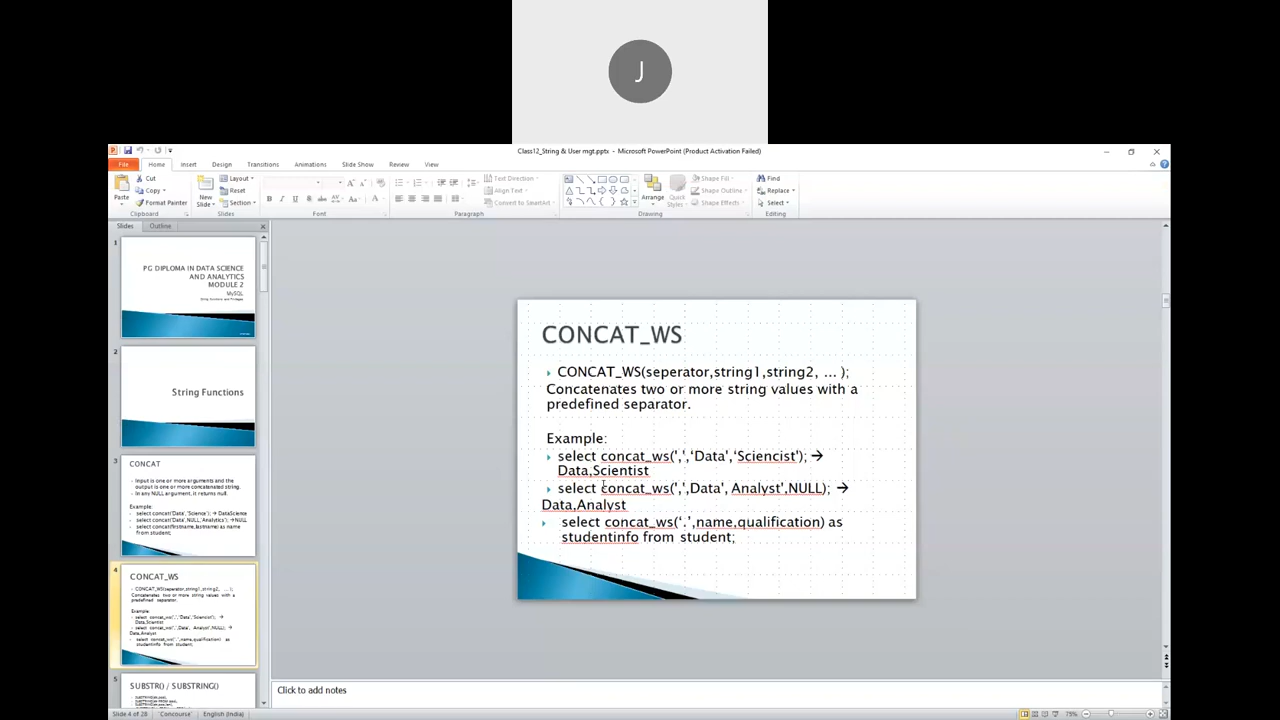 J
Class12_String & User mgt.pptx - Microsoft PowerPoint (Product Activation Failed)
File Home Insert Design Transitions Animations Slide Show Review View
Paste
Cut
Copy
Format Painter
Clipboard
New
Slide
Layout
Reset
Section
Slides
Font
Paragraph
Text Direction
Align Text
Convert to SmartArt
Arrange
Quick
Styles
Shape Fill
Shape Outline
Shape Effects
Drawing
Find
Replace
Select
Editing
Slides Outline
1
PG DIPLOMA IN DATA SCIENCE
AND ANALYTICS
MODULE 2
MySQL
2
String Functions
3
CONCAT
Input is one or more arguments and the
output is one or more concatenated string.
In any NULL argument, it returns null.
Example:
select concat('Data','Science'); → DataScience
select concat('Data',NULL,'Analytics'); →NULL
select concat(firstname,lastname) as name
from student;
4
CONCAT_WS
CONCAT_WS(seperator,string1,string2, ... );
Concatenates two or more string values with a
predefined separator.
Example:
select concat_ws(',','Data','Sciencist'); →
Data,Scientist
select concat_ws(',',Data', Analyst',NULL); →
Data,Analyst
select concat_ws('.',name,qualification) as
studentinfo from student;
5
SUBSTR() / SUBSTRING()
CONCAT_WS
CONCAT_WS(seperator,string1,string2, ... );
Concatenates two or more string values with a
predefined separator.
Example:
select concat_ws(',',‘Data’,‘Sciencist’); →
Data,Scientist
select concat_ws(',',Data', Analyst',NULL); →
Data,Analyst
select concat_ws(‘.’,name,qualification) as
studentinfo from student;
Click to add notes
Slide 4 of 28 "Concourse" English (India) 75%